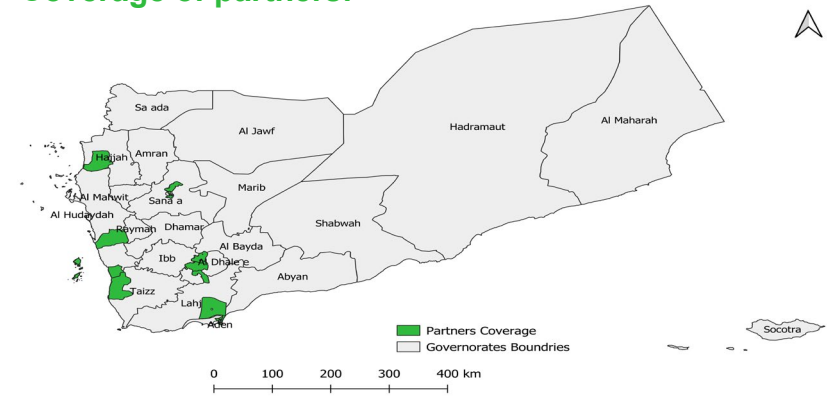 Coverage of partners:
Sa ada
Al Jawf
Hadramaut
Al Maharah
Hajjah
Amran
Marib
Al Mahwit
Sana a
Al Hudaydah
Shabwah
Raymah
Dhamar
Al Bayda
Ibb
Al Dhale'e
Abyan
Taizz
Lahj
Aden
Socotra
Partners Coverage
Governorates Boundries
0 100 200 300 400 km